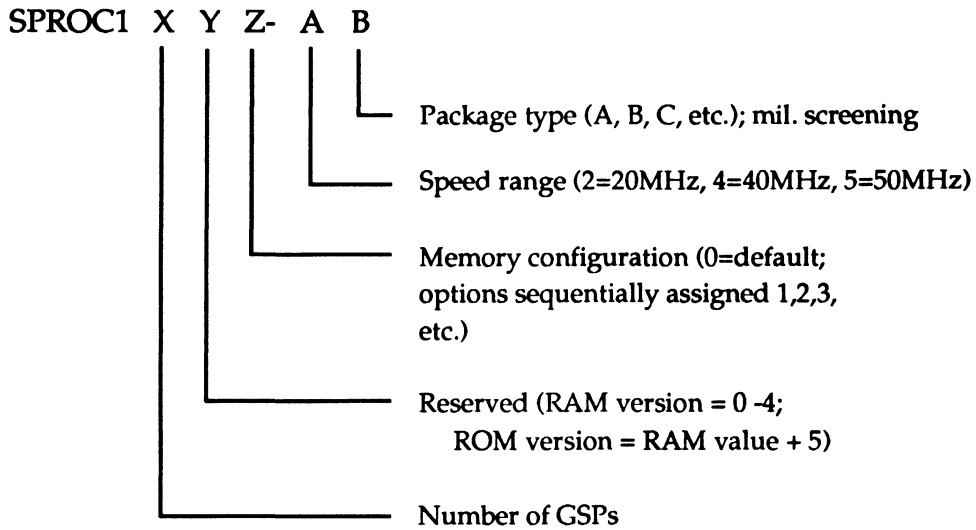 SPROC1 X Y Z- A B
Package type (A, B, C, etc.); mil. screening
Speed range (2=20MHz, 4=40MHz, 5=50MHz)
Memory configuration (0=default;
options sequentially assigned 1,2,3,
etc.)
Reserved (RAM version = 0 -4;
ROM version = RAM value + 5)
Number of GSPs